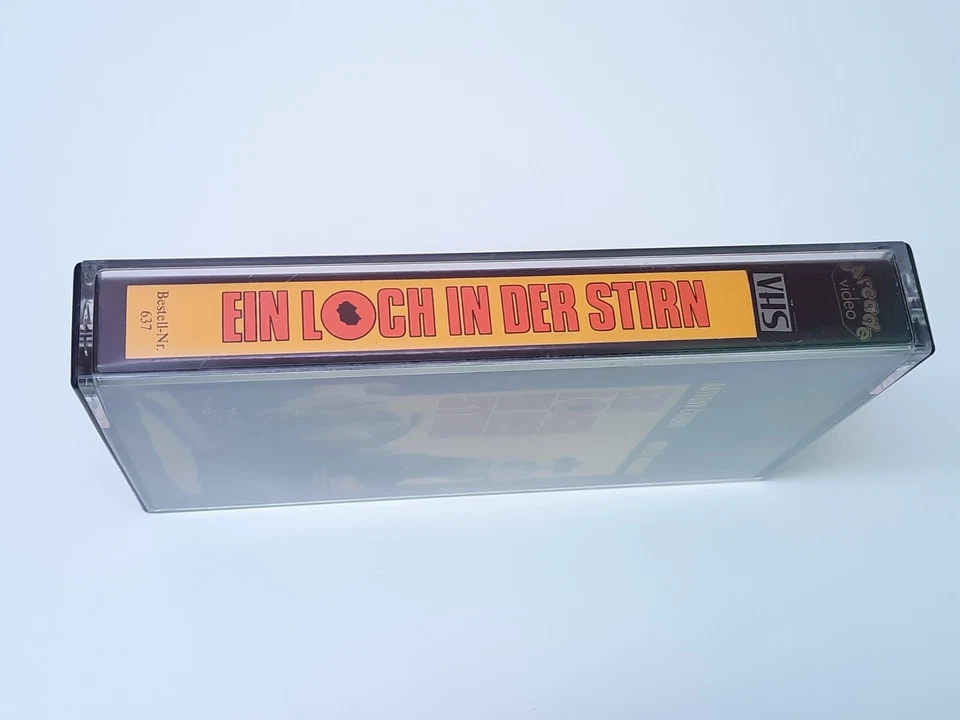 Bestell-Nr.
637
EIN LOCH IN DER STIRN
VHS
Arcade
video